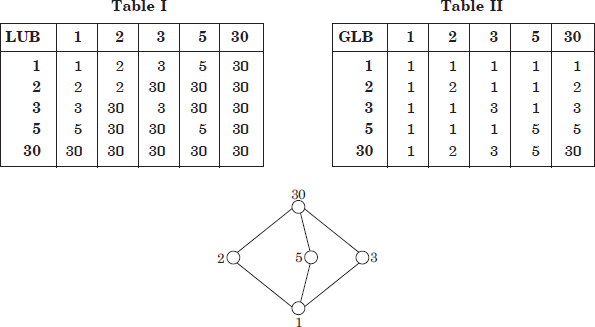 Table I
LUB 1 2 3 5 30
1 1 2 3 5 30
2 2 2 30 30 30
3 3 30 3 30 30
5 5 30 30 5 30
30 30 30 30 30 30
Table II
GLB 1 2 3 5 30
1 1 1 1 1 1
2 1 2 1 1 2
3 1 1 3 1 3
5 1 1 1 5 5
30 1 2 3 5 30
30
2 5 3
1